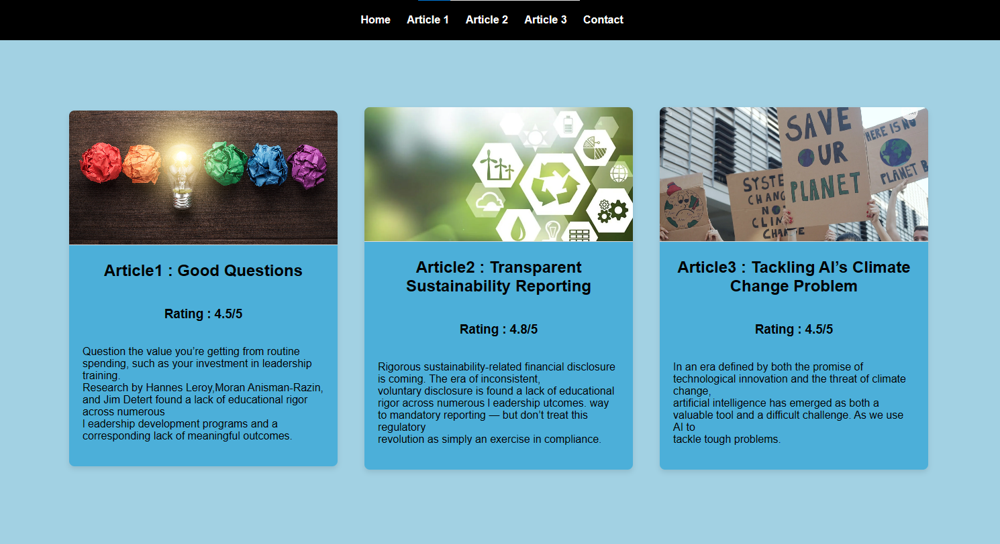 Home Article 1 Article 2 Article 3 Contact
Article1 : Good Questions
Rating : 4.5/5
Question the value you’re getting from routine
spending, such as your investment in leadership
training.
Research by Hannes Leroy,Moran Anisman-Razin,
and Jim Detert found a lack of educational rigor
across numerous
l eadership development programs and a
corresponding lack of meaningful outcomes.
Article2 : Transparent
Sustainability Reporting
Rating : 4.8/5
Rigorous sustainability-related financial disclosure
is coming. The era of inconsistent,
voluntary disclosure is found a lack of educational
rigor across numerous l eadership utcomes. way
to mandatory reporting — but don’t treat this
regulatory
revolution as simply an exercise in compliance.
SAVE
OUR
PLANET
HERE IS NO
PLANET B
SYSTE
CHANG
NOT
CLIM
CHANGE
Article3 : Tackling AI’s Climate
Change Problem
Rating : 4.5/5
In an era defined by both the promise of
technological innovation and the threat of climate
change,
artificial intelligence has emerged as both a
valuable tool and a difficult challenge. As we use
AI to
tackle tough problems.